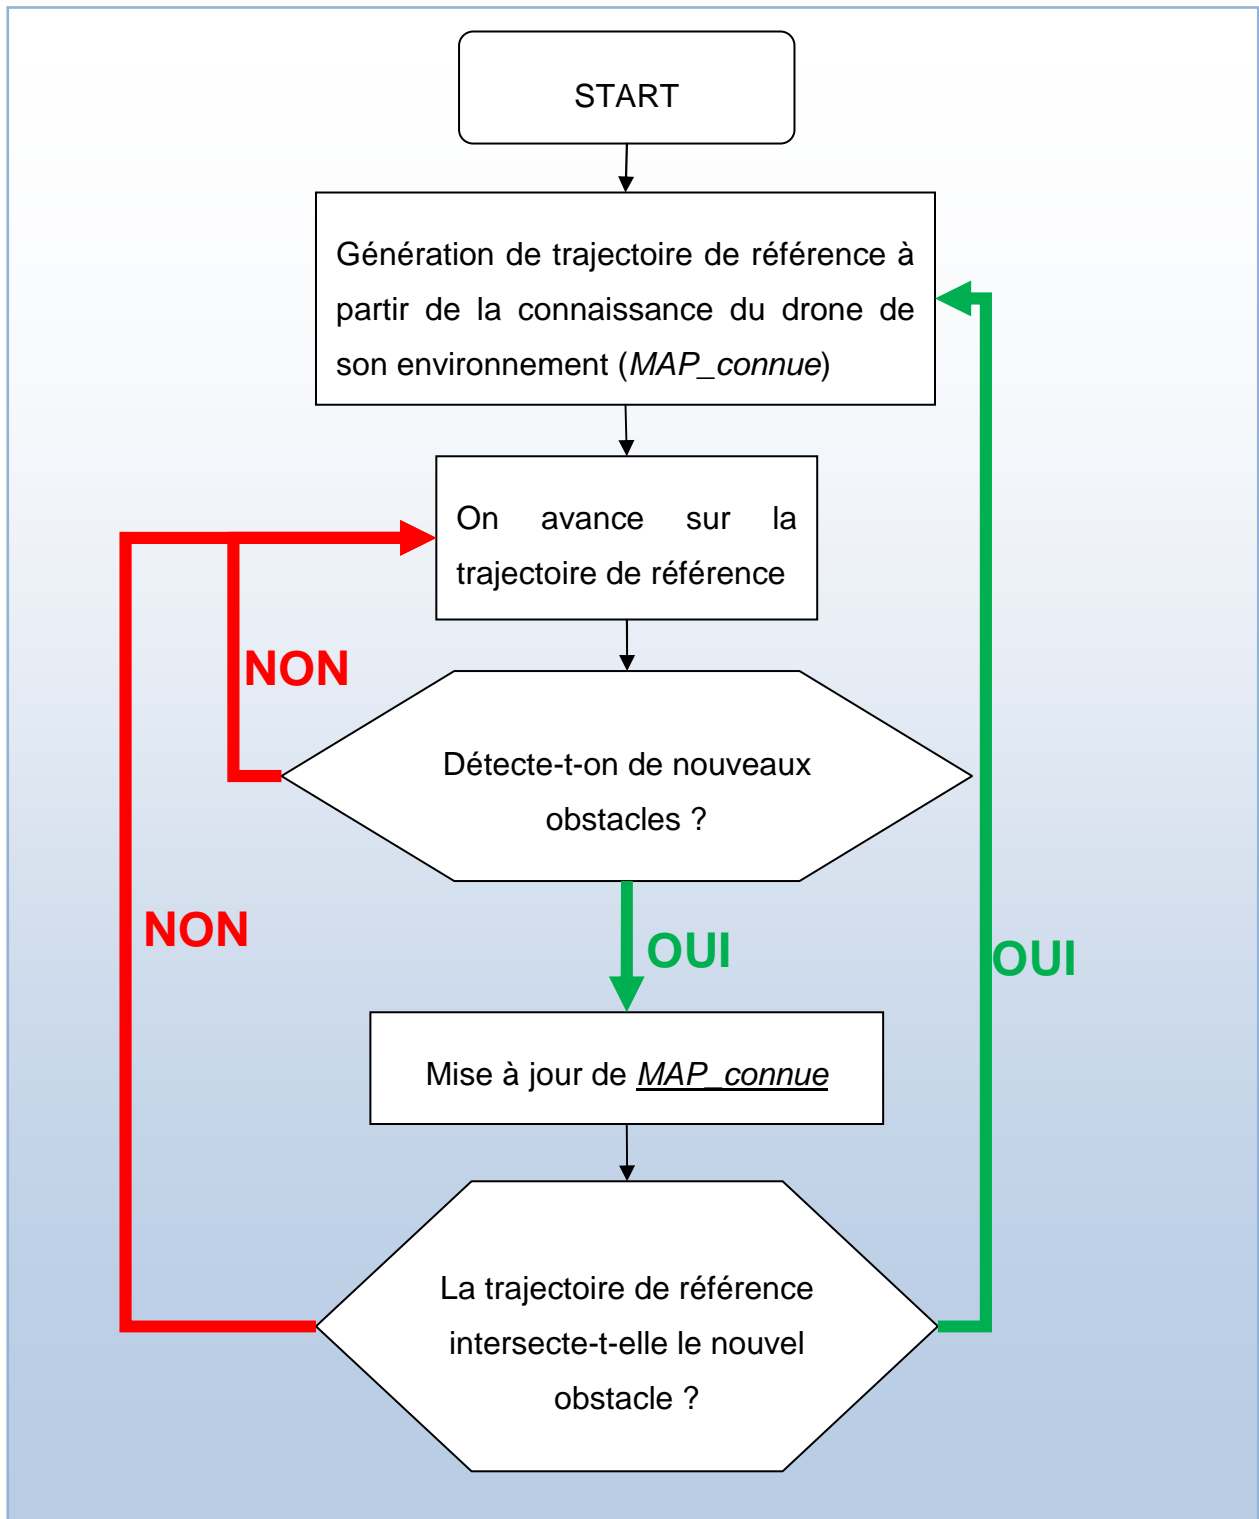 START
Génération de trajectoire de référence à
partir de la connaissance du drone de
son environnement (MAP_connue)
On avance sur la
trajectoire de référence
NON
Détecte-t-on de nouveaux
obstacles ?
NON
OUI
OUI
Mise à jour de MAP_connue
La trajectoire de référence
intersecte-t-elle le nouvel
obstacle ?